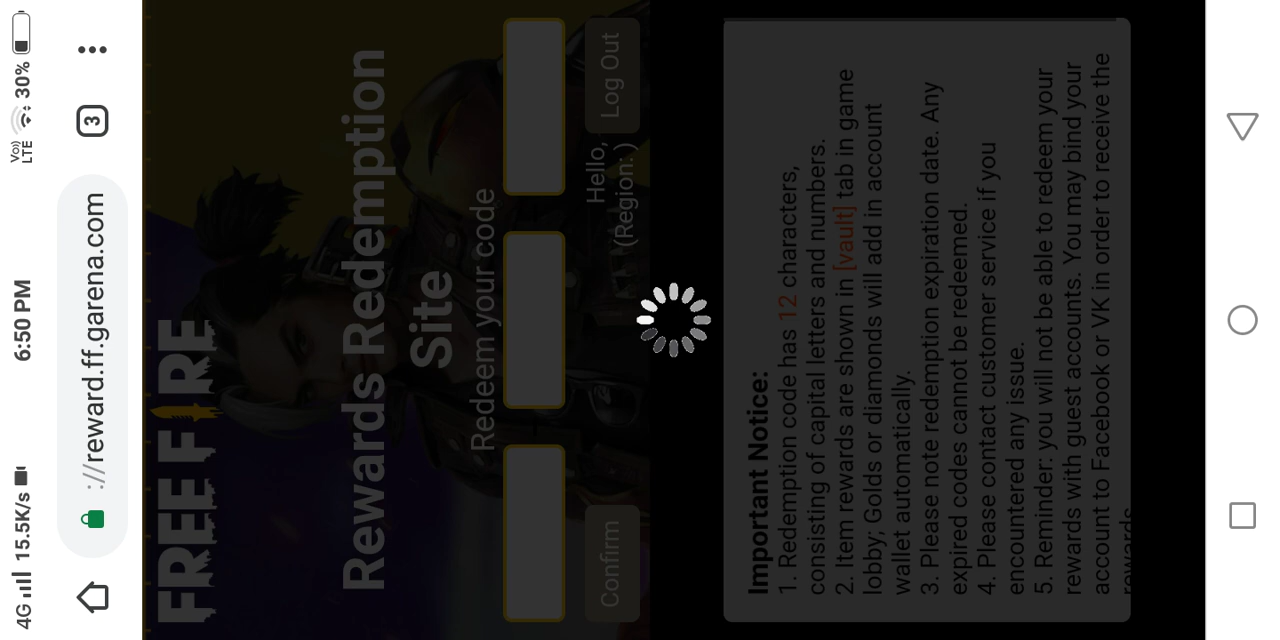 4G 15.5K/s 6:50 PM Vo)) LTE 30%
://reward.ff.garena.com 3
FREE FIRE
Rewards Redemption
Site
Redeem your code
Hello,
(Region: )
Confirm Log Out
Important Notice:
1. Redemption code has 12 characters,
consisting of capital letters and numbers.
2. Item rewards are shown in [vault] tab in game
lobby; Golds or diamonds will add in account
wallet automatically.
3. Please note redemption expiration date. Any
expired codes cannot be redeemed.
4. Please contact customer service if you
encountered any issue.
5. Reminder: you will not be able to redeem your
rewards with guest accounts. You may bind your
account to Facebook or VK in order to receive the
rewards